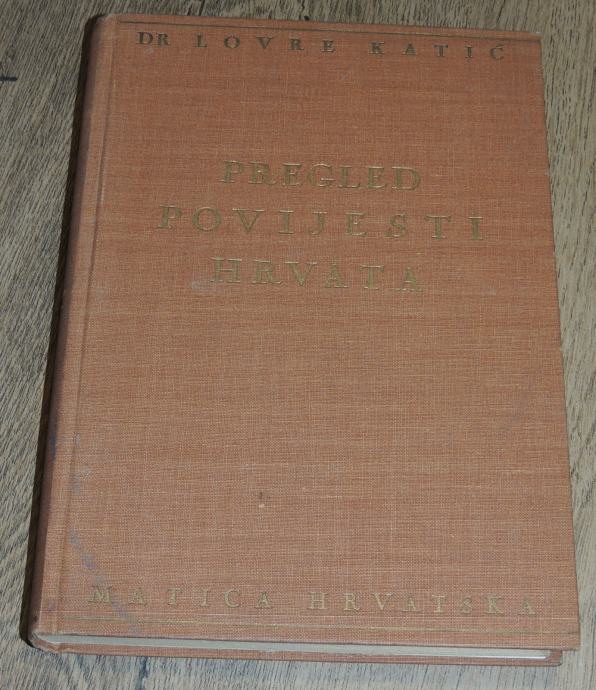 DR LOVRE KATIĆ
PREGLED
POVIJESTI
HRVATA
MATICA HRVATSKA